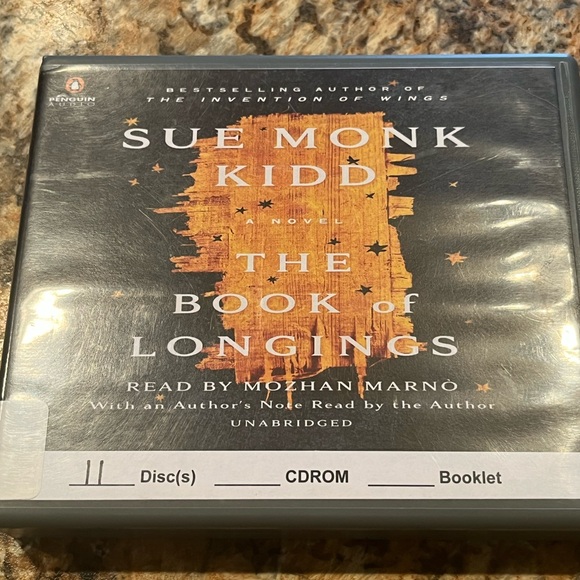 PENGUIN
AUDIO
BESTSELLING AUTHOR OF
THE INVENTION OF WINGS
SUE MONK
KIDD
A NOVEL
THE
BOOK of
LONGINGS
READ BY MOZHAN MARNÒ
With an Author's Note Read by the Author
UNABRIDGED
11 Disc(s) CDROM Booklet